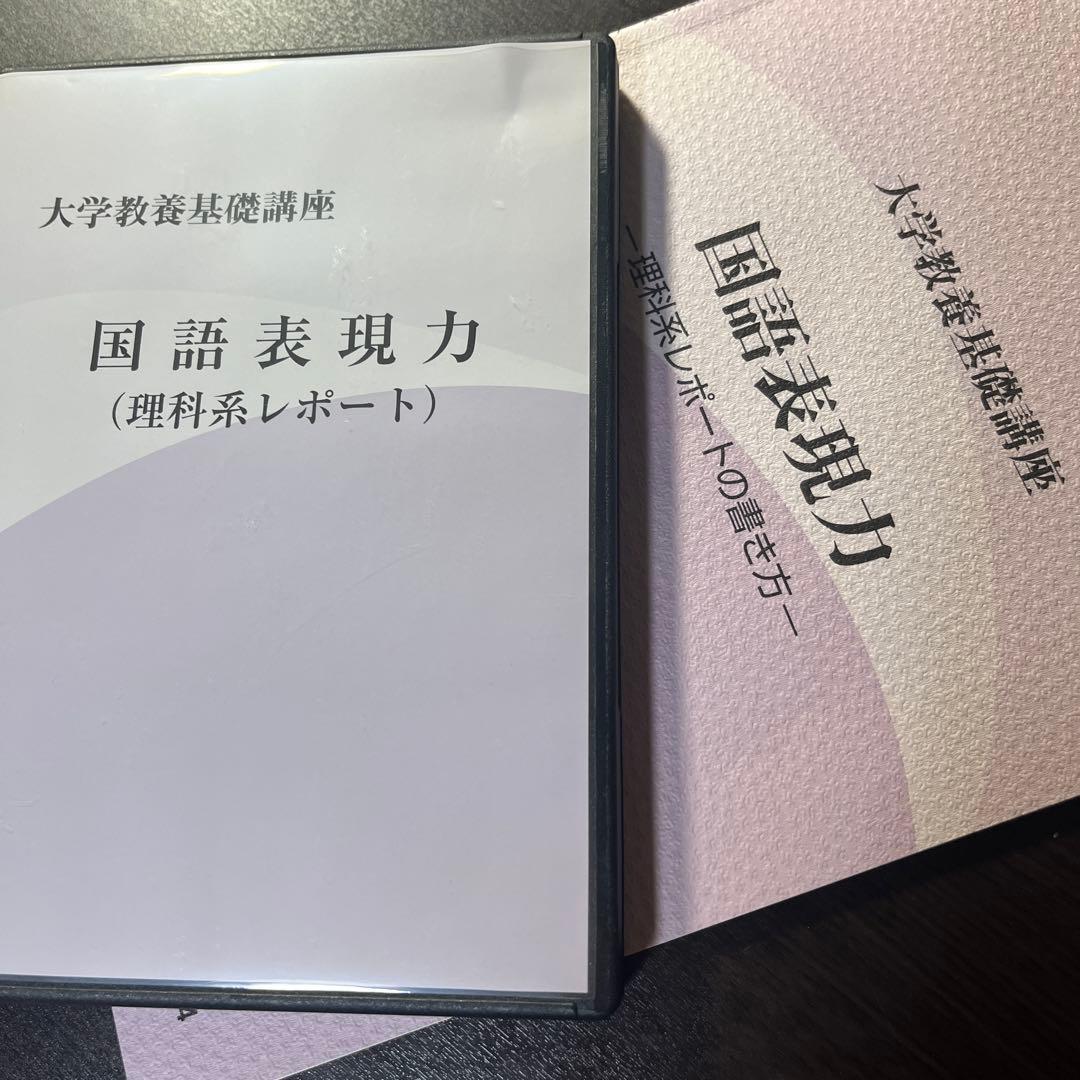 大学教養基礎講座
国語表現力
(理科系レポート)
大学教養基礎講座
国語表現力
ー理科系レポートの書き方ー
4